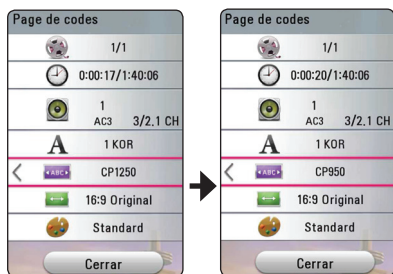 Page de codes
1/1
0:00:17/1:40:06
1
AC3 3/2.1 CH
A 1 KOR
ABC CP1250
16:9 Original
Standard
Cerrar
Page de codes
1/1
0:00:20/1:40:06
1
AC3 3/2.1 CH
A 1 KOR
ABC CP950
16:9 Original
Standard
Cerrar